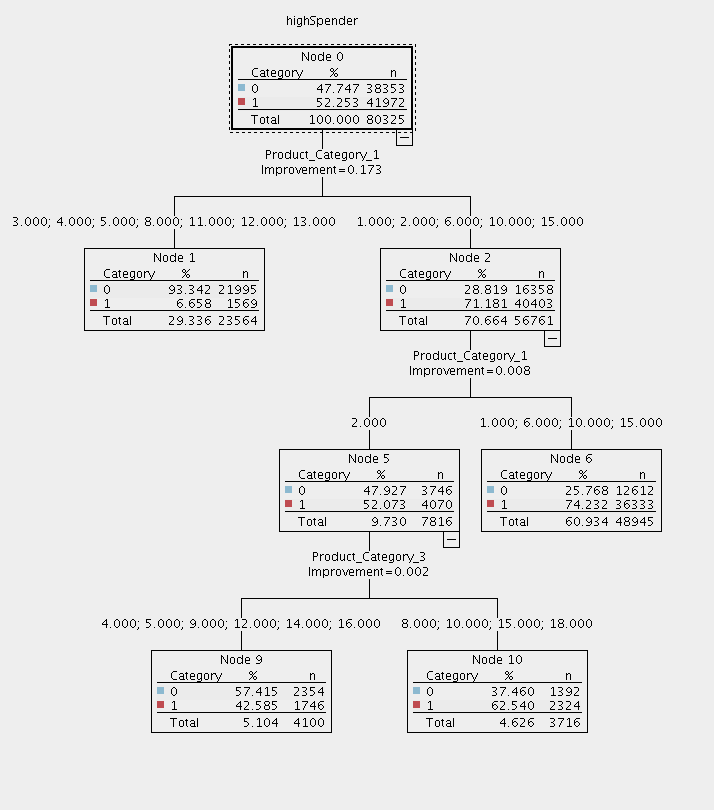 highSpender
Node 0
Category % n
0 47.747 38353
1 52.253 41972
Total 100.000 80325
Product_Category_1
Improvement=0.173
3.000; 4.000; 5.000; 8.000; 11.000; 12.000; 13.000
1.000; 2.000; 6.000; 10.000; 15.000
Node 1
Category % n
0 93.342 21995
1 6.658 1569
Total 29.336 23564
Node 2
Category % n
0 28.819 16358
1 71.181 40403
Total 70.664 56761
Product_Category_1
Improvement=0.008
2.000
1.000; 6.000; 10.000; 15.000
Node 5
Category % n
0 47.927 3746
1 52.073 4070
Total 9.730 7816
Node 6
Category % n
0 25.768 12612
1 74.232 36333
Total 60.934 48945
Product_Category_3
Improvement=0.002
4.000; 5.000; 9.000; 12.000; 14.000; 16.000
8.000; 10.000; 15.000; 18.000
Node 9
Category % n
0 57.415 2354
1 42.585 1746
Total 5.104 4100
Node 10
Category % n
0 37.460 1392
1 62.540 2324
Total 4.626 3716